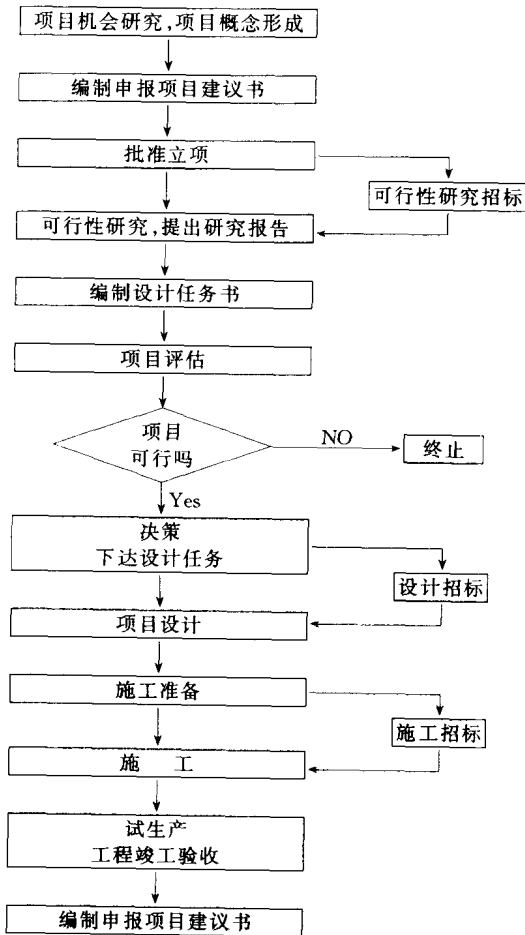 项目机会研究,项目概念形成
编制申报项目建议书
批准立项
可行性研究招标
可行性研究,提出研究报告
编制设计任务书
项目评估
项目
可行吗
NO
终止
Yes
决策
下达设计任务
设计招标
项目设计
施工准备
施工招标
施 工
试生产
工程竣工验收
编制申报项目建议书